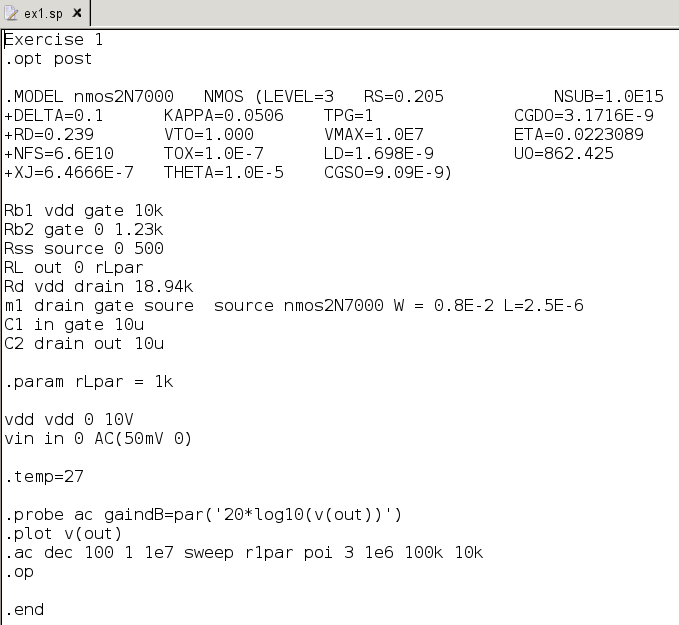 ex1.sp
Exercise 1
.opt post
.MODEL nmos2N7000 NMOS (LEVEL=3 RS=0.205 NSUB=1.0E15
+DELTA=0.1 KAPPA=0.0506 TPG=1 CGDO=3.1716E-9
+RD=0.239 VTO=1.000 VMAX=1.0E7 ETA=0.0223089
+NFS=6.6E10 TOX=1.0E-7 LD=1.698E-9 UO=862.425
+XJ=6.4666E-7 THETA=1.0E-5 CGSO=9.09E-9)
Rb1 vdd gate 10k
Rb2 gate 0 1.23k
Rss source 0 500
RL out 0 rLpar
Rd vdd drain 18.94k
m1 drain gate soure source nmos2N7000 W = 0.8E-2 L=2.5E-6
C1 in gate 10u
C2 drain out 10u
.param rLpar = 1k
vdd vdd 0 10V
vin in 0 AC(50mV 0)
.temp=27
.probe ac gaindB=par('20*log10(v(out))')
.plot v(out)
.ac dec 100 1 1e7 sweep r1par poi 3 1e6 100k 10k
.op
.end